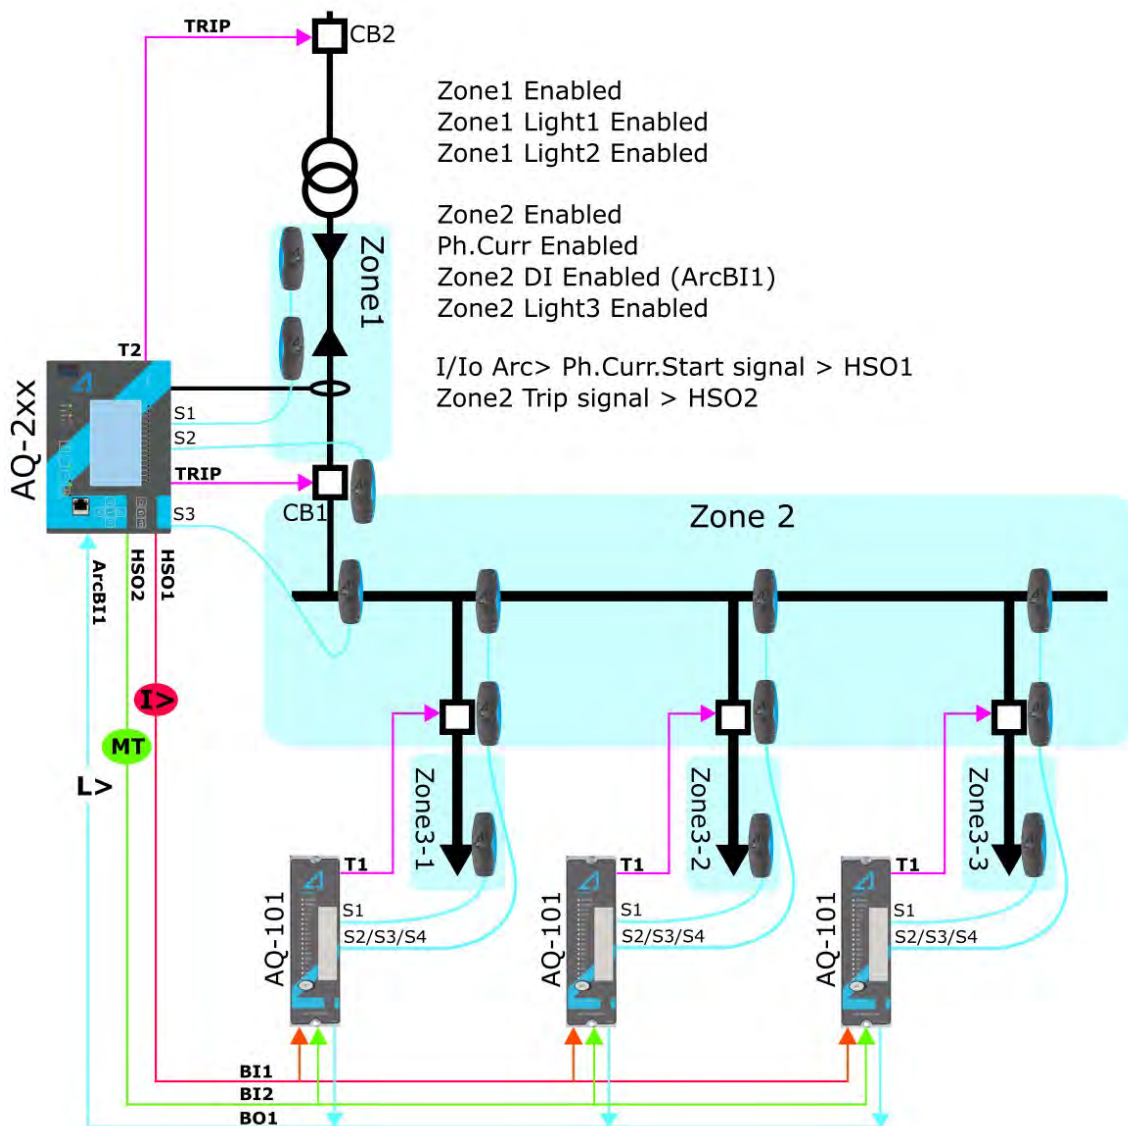 TRIP
CB2
Zone1 Enabled
Zone1 Light1 Enabled
Zone1 Light2 Enabled
Zone2 Enabled
Ph.Curr Enabled
Zone2 DI Enabled (ArcBI1)
Zone2 Light3 Enabled
I/Io Arc> Ph.Curr.Start signal > HSO1
Zone2 Trip signal > HSO2
Zone1
T2
AQ-2xx
S1
S2
TRIP
S3
CB1
Zone 2
ArcBI1
HSO2
HSO1
I>
MT
L>
Zone3-1
Zone3-2
Zone3-3
T1
T1
T1
AQ-101
AQ-101
AQ-101
S1
S1
S1
S2/S3/S4
S2/S3/S4
S2/S3/S4
BI1
BI2
BO1